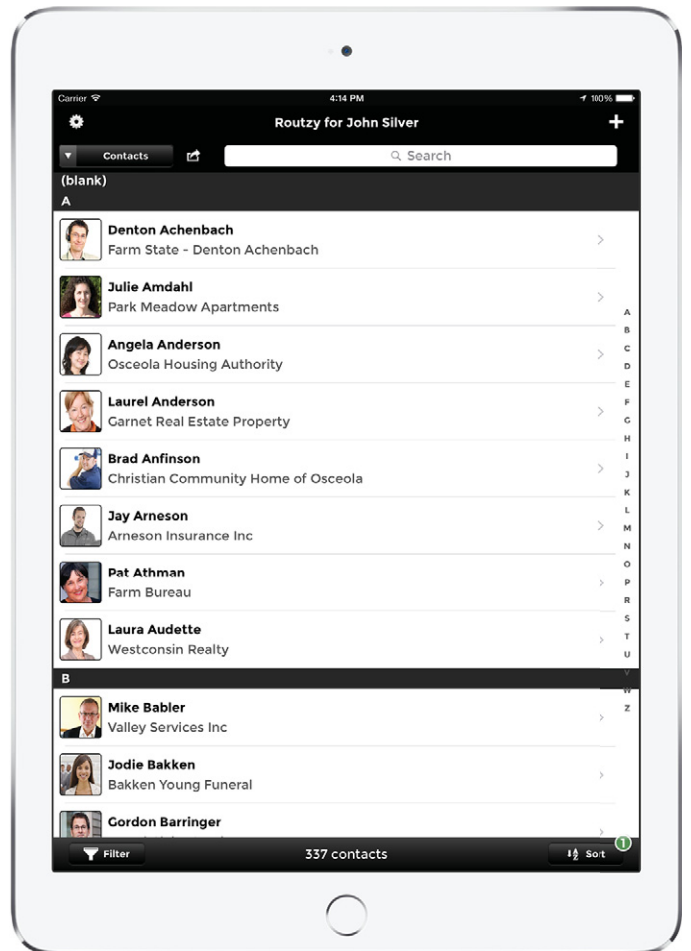 Carrier
4:14 PM
100%
Routzy for John Silver
Contacts
Search
(blank)
A
Denton Achenbach
Farm State - Denton Achenbach
Julie Amdahl
Park Meadow Apartments
Angela Anderson
Osceola Housing Authority
Laurel Anderson
Garnet Real Estate Property
Brad Anfinson
Christian Community Home of Osceola
Jay Arneson
Arneson Insurance Inc
Pat Athman
Farm Bureau
Laura Audette
Westconsin Realty
B
Mike Babler
Valley Services Inc
Jodie Bakken
Bakken Young Funeral
Gordon Barringer
A
B
C
D
E
F
G
H
I
J
K
L
M
N
O
P
R
S
T
U
V
W
Z
Filter
337 contacts
Sort
1